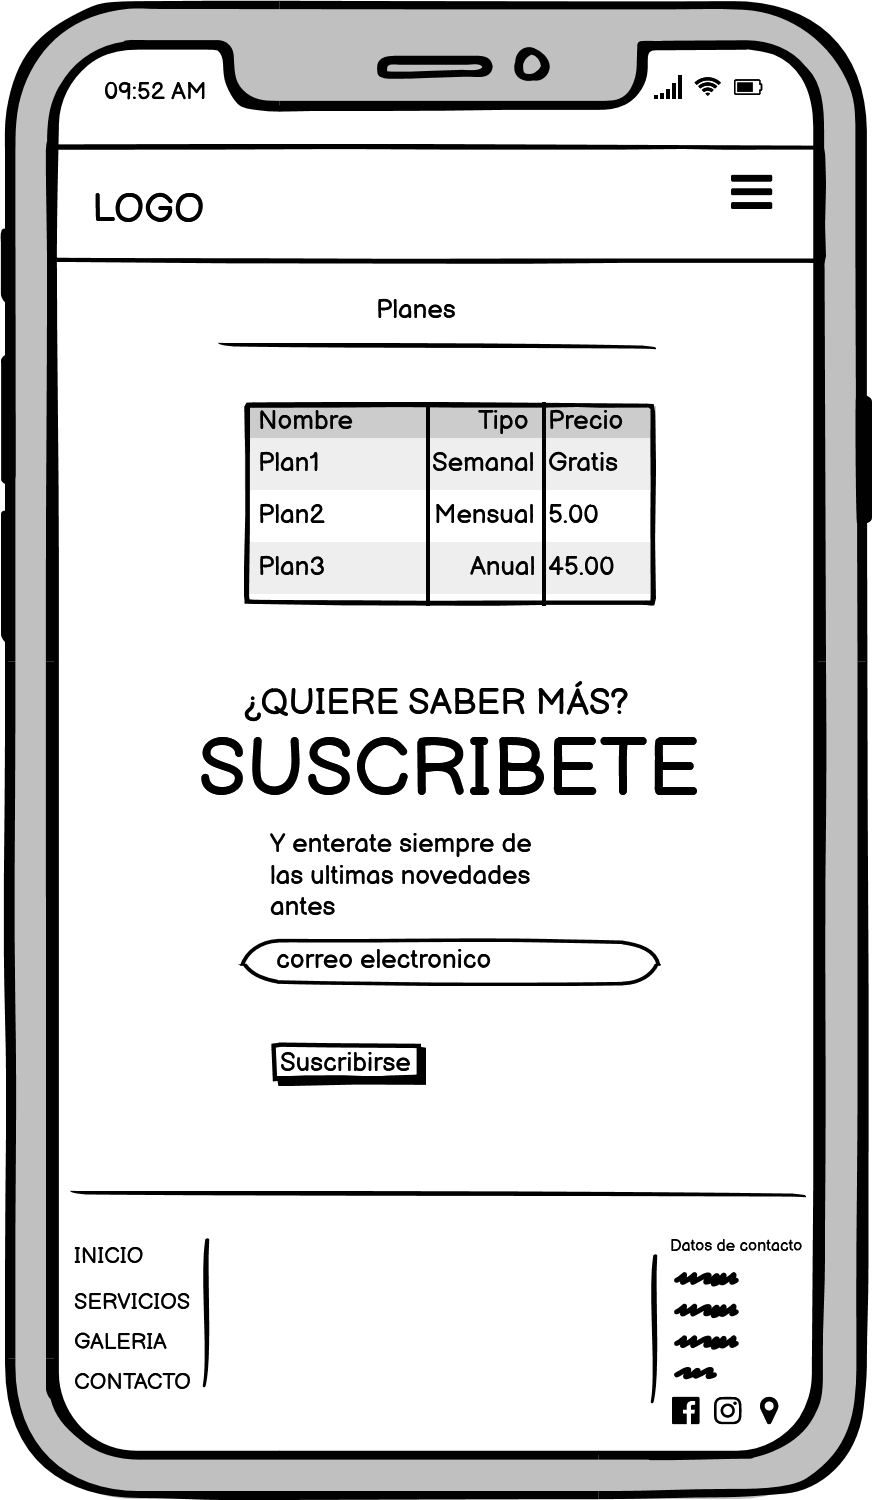 09:52 AM
LOGO
Planes
Nombre Tipo Precio
Plan1 Semanal Gratis
Plan2 Mensual 5.00
Plan3 Anual 45.00
¿QUIERE SABER MÁS?
SUSCRIBETE
Y enterate siempre de
las ultimas novedades
antes
correo electronico
Suscribirse
INICIO
SERVICIOS
GALERIA
CONTACTO
Datos de contacto